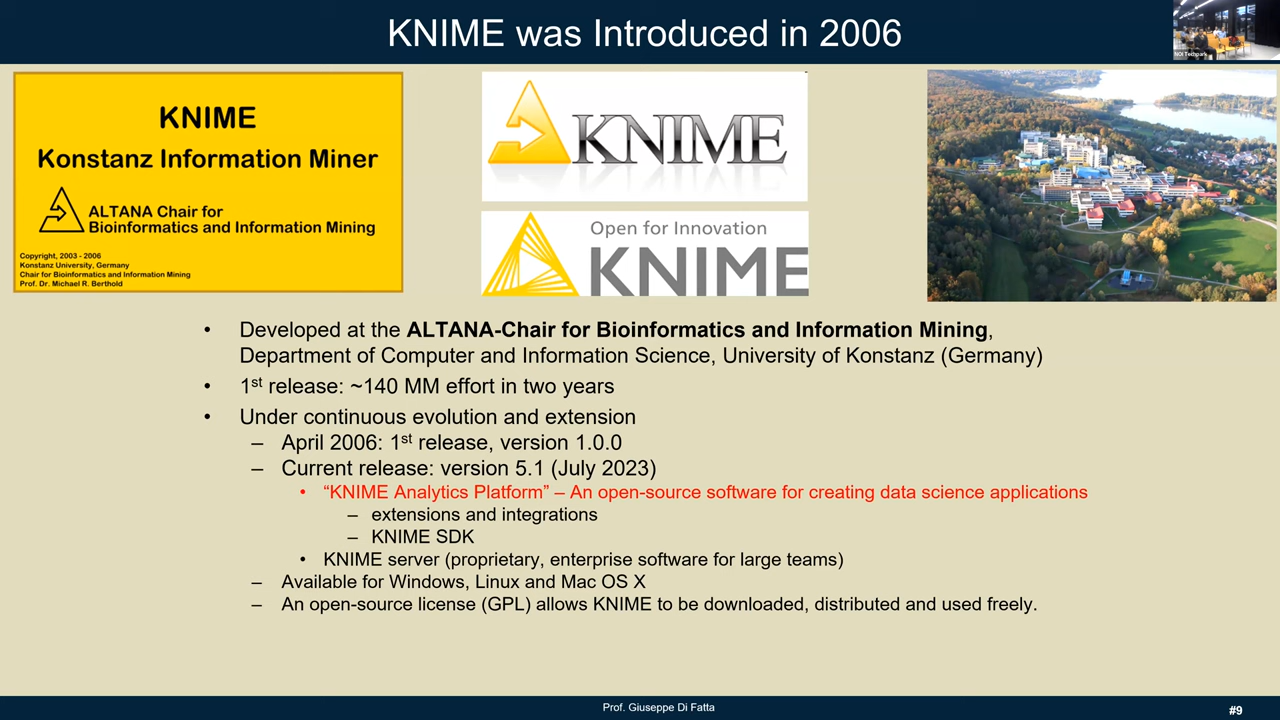 KNIME was Introduced in 2006
NOI Techpark
KNIME
Konstanz Information Miner
ALTANA Chair for
Bioinformatics and Information Mining
Copyright, 2003 - 2006
Konstanz University, Germany
Chair for Bioinformatics and Information Mining
Prof. Dr. Michael R. Berthold
KNIME
Open for Innovation
KNIME
• Developed at the ALTANA-Chair for Bioinformatics and Information Mining,
Department of Computer and Information Science, University of Konstanz (Germany)
• 1st release: ~140 MM effort in two years
• Under continuous evolution and extension
– April 2006: 1st release, version 1.0.0
– Current release: version 5.1 (July 2023)
• “KNIME Analytics Platform” – An open-source software for creating data science applications
– extensions and integrations
– KNIME SDK
• KNIME server (proprietary, enterprise software for large teams)
– Available for Windows, Linux and Mac OS X
– An open-source license (GPL) allows KNIME to be downloaded, distributed and used freely.
Prof. Giuseppe Di Fatta
#9